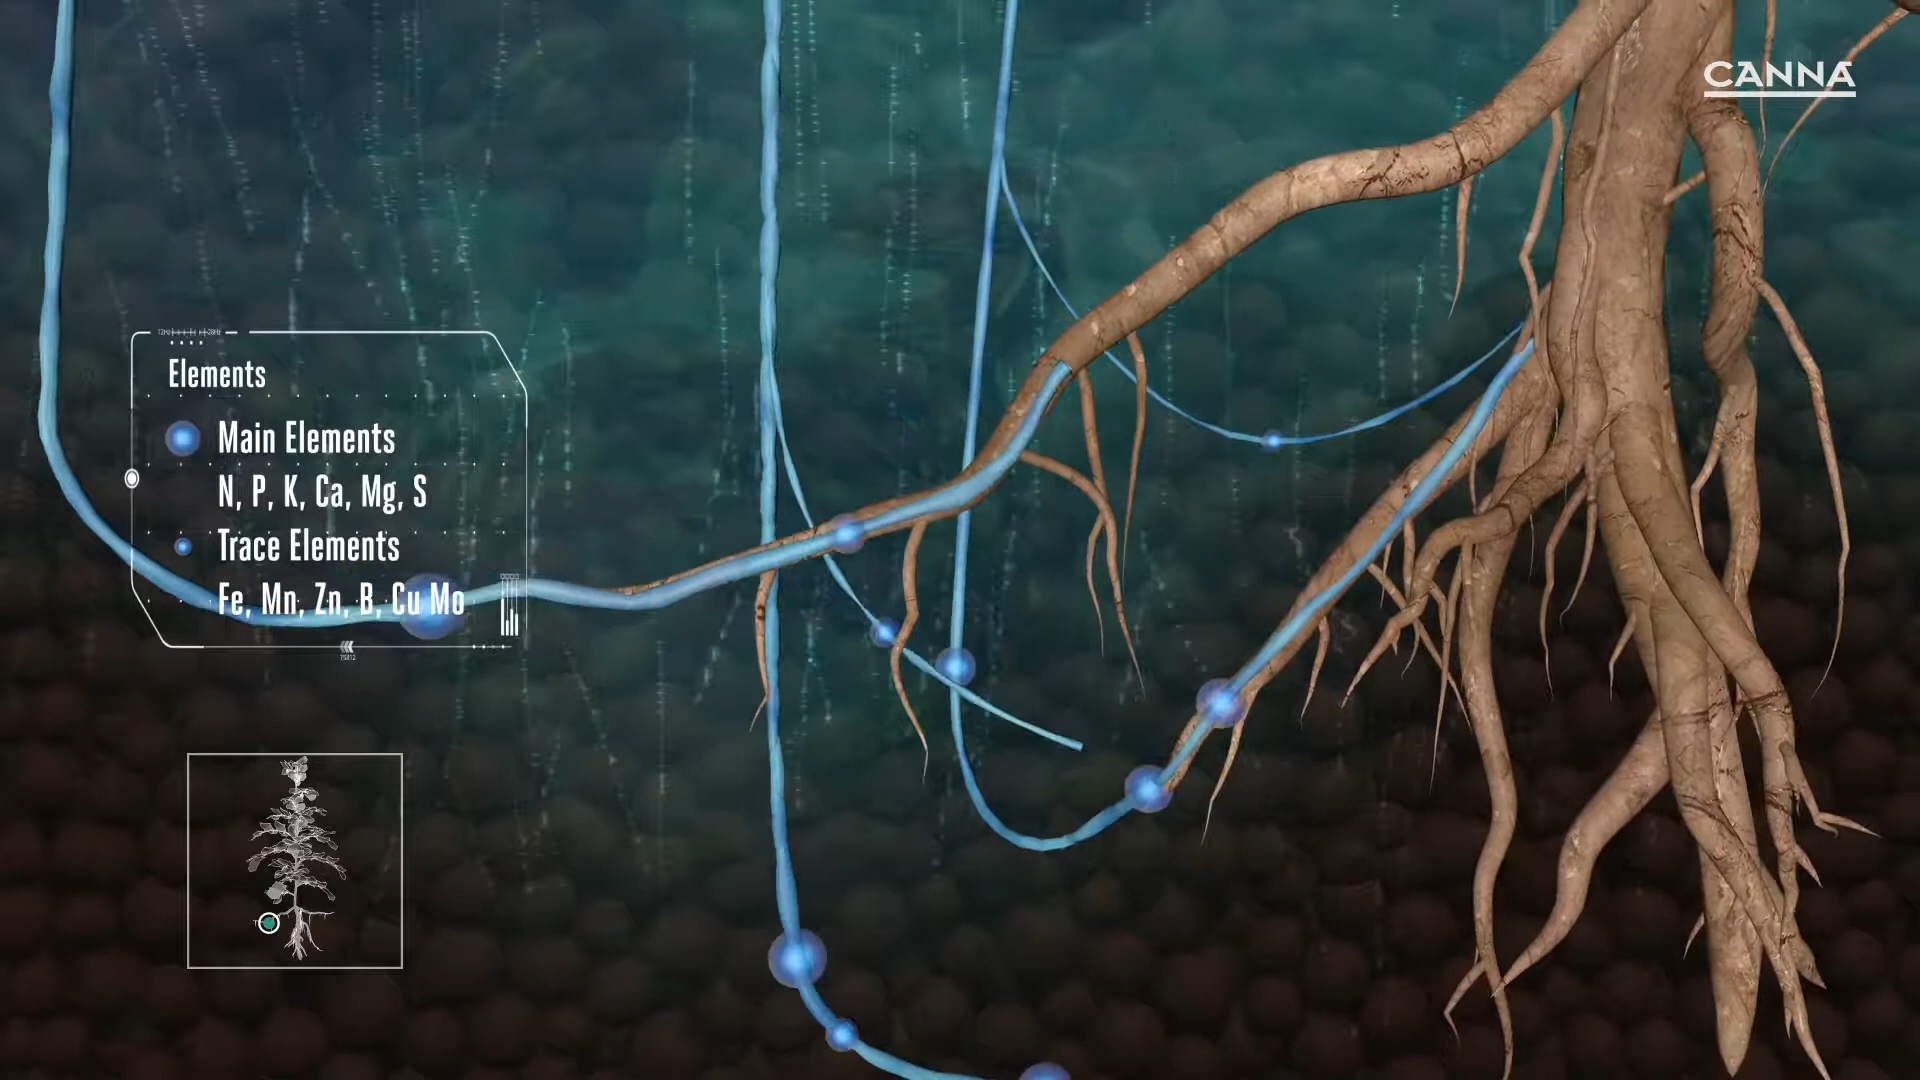 CANNA
Elements
Main Elements
N, P, K, Ca, Mg, S
Trace Elements
Fe, Mn, Zn, B, Cu Mo